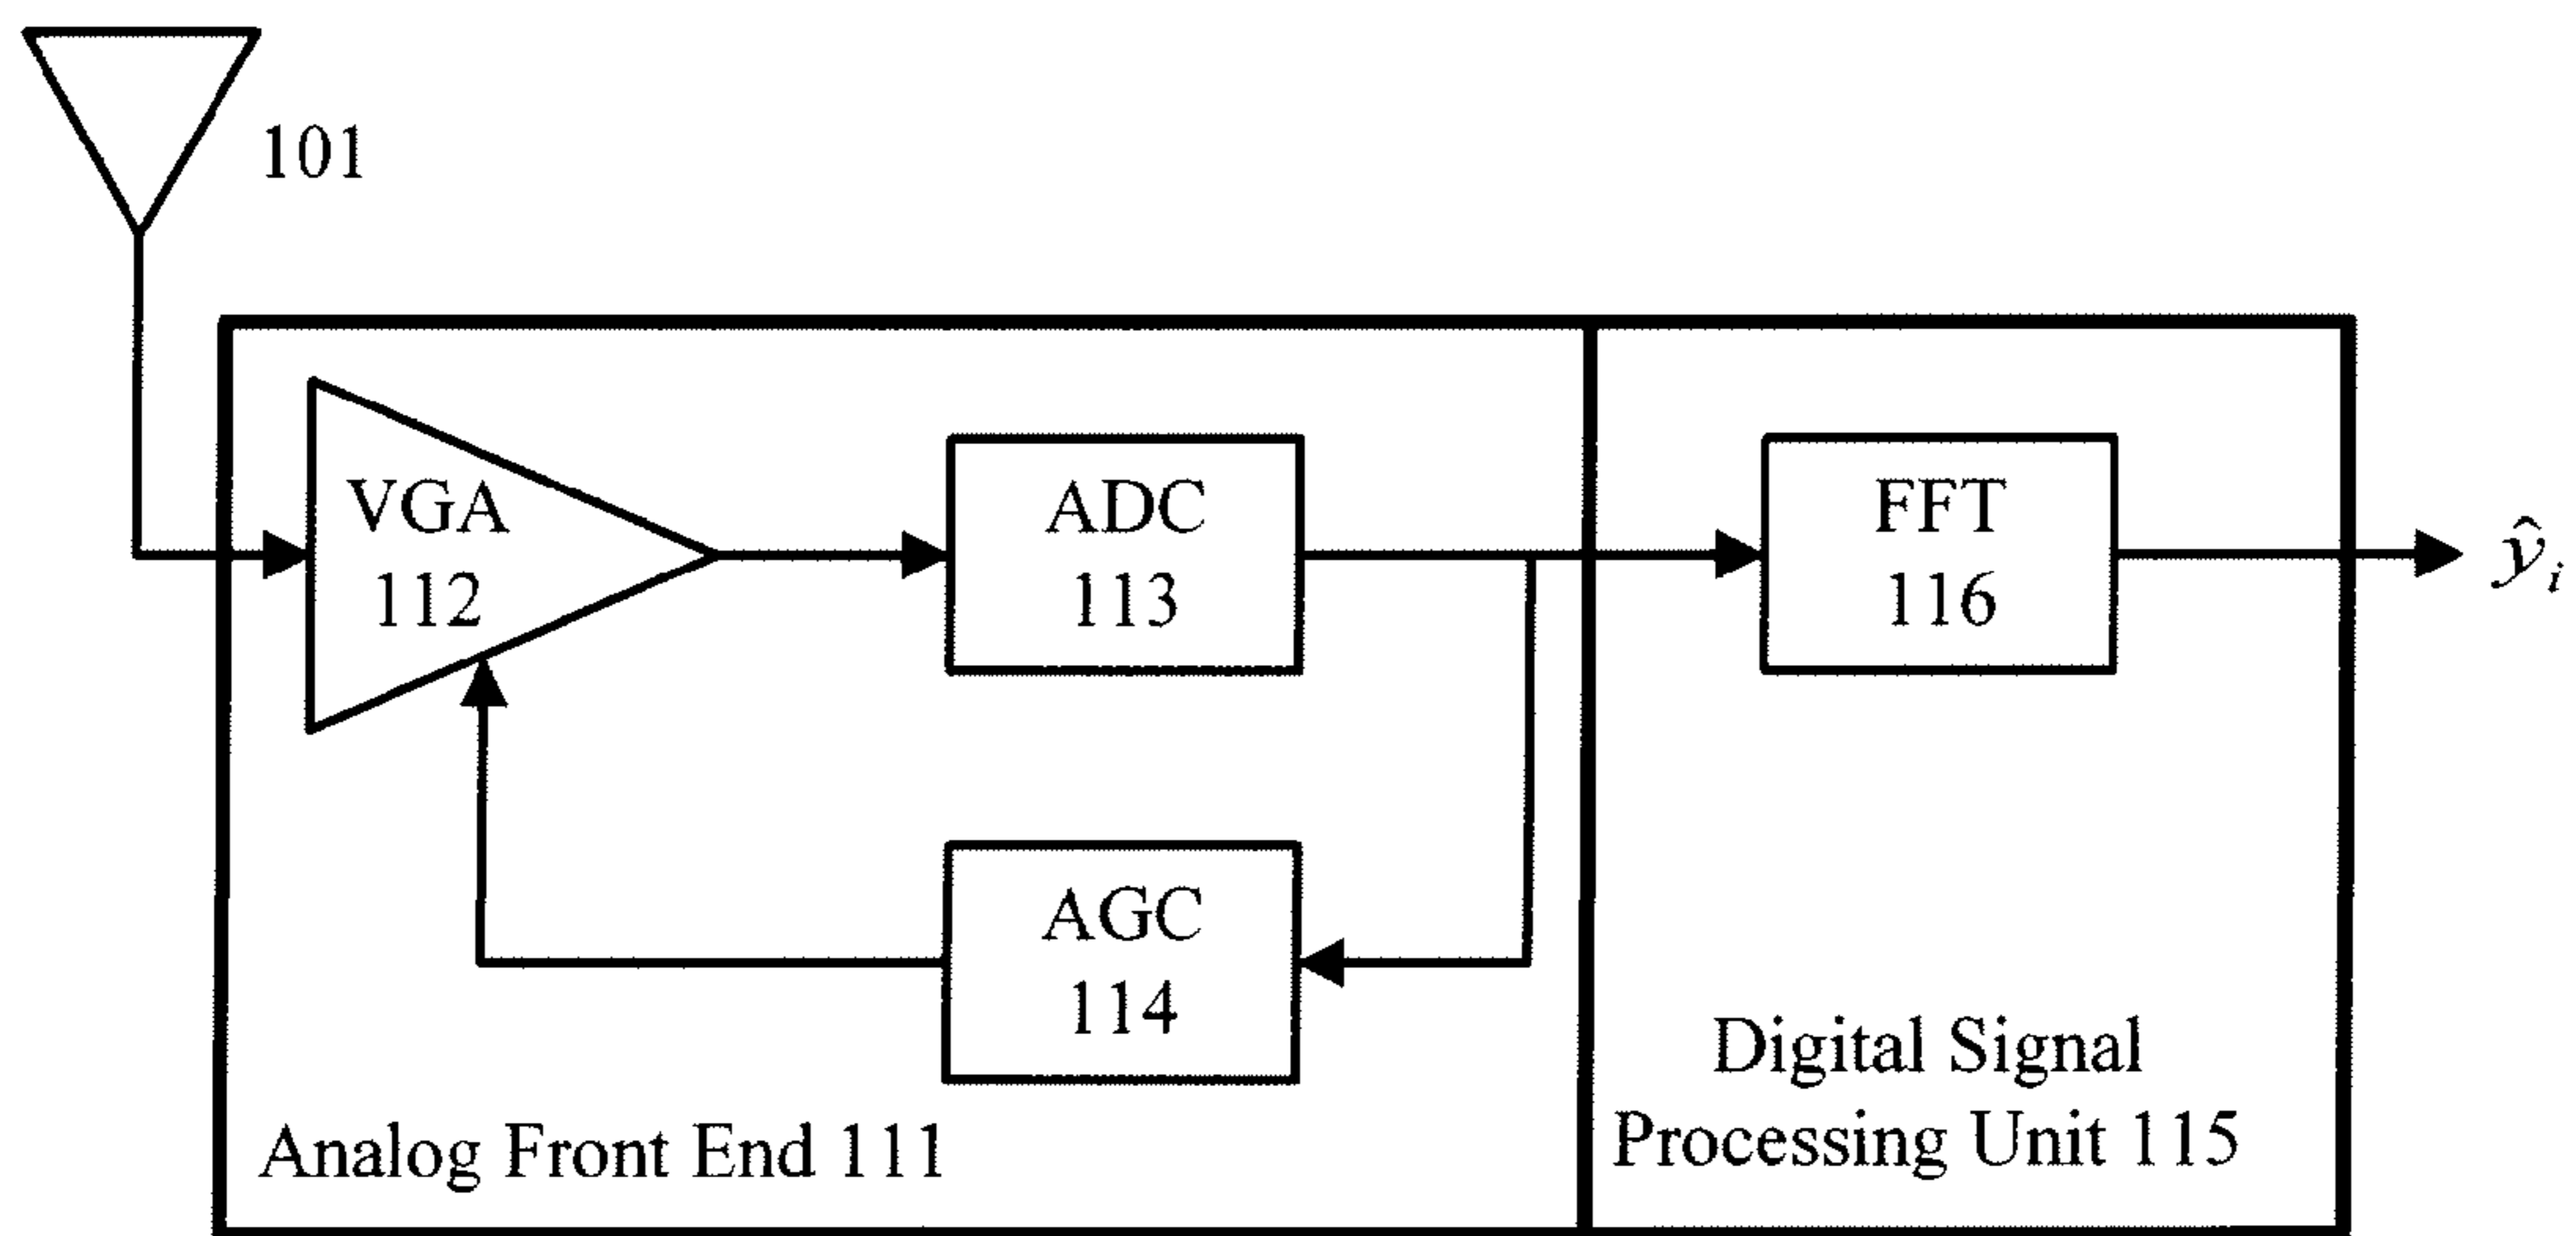 101
VGA
112
ADC
113
FFT
116
ŷᵢ
AGC
114
Analog Front End 111
Digital Signal
Processing Unit 115